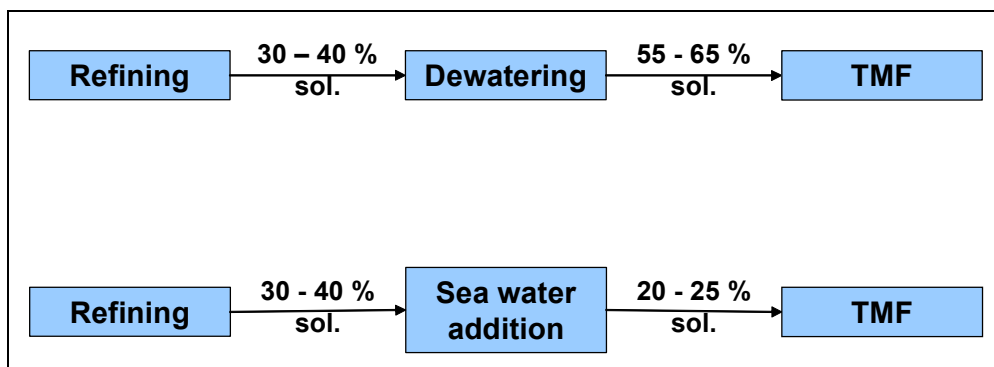 30 – 40 %
55 - 65 %
Refining
Dewatering
TMF
sol.
sol.
30 - 40 %
Sea water
20 - 25 %
Refining
addition
TMF
sol.
sol.